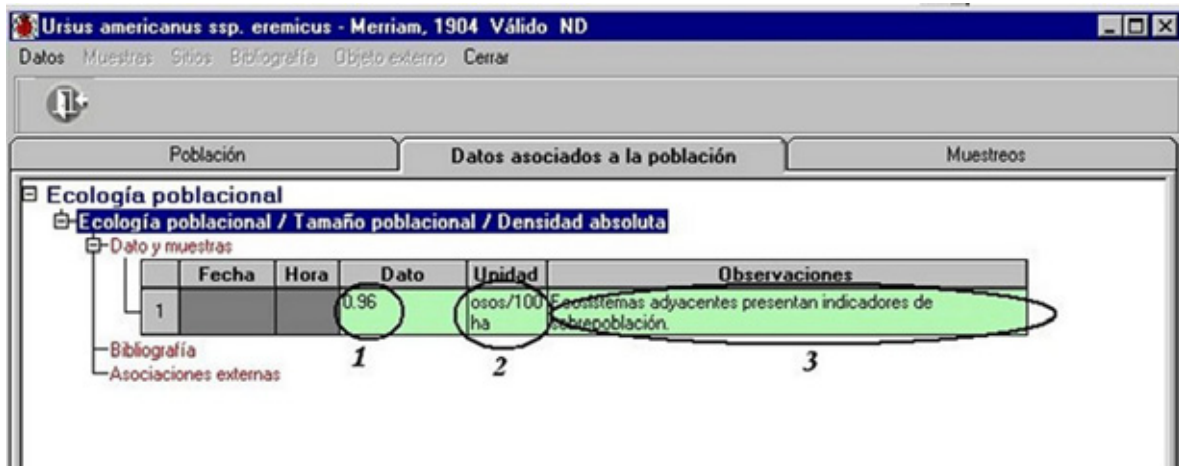 Ursus americanus ssp. eremicus - Merriam, 1904 Válido ND
Datos Muestras Sitios Bibliografía Objeto externo Cerrar
Población Datos asociados a la población Muestreos
Ecología poblacional
Ecología poblacional / Tamaño poblacional / Densidad absoluta
Dato y muestras
Fecha Hora Dato Unidad Observaciones
1 0.96 osos/100 Ecosistemas adyacentes presentan indicadores de
ha sobrepoblación.
Bibliografía
Asociaciones externas
1 2 3